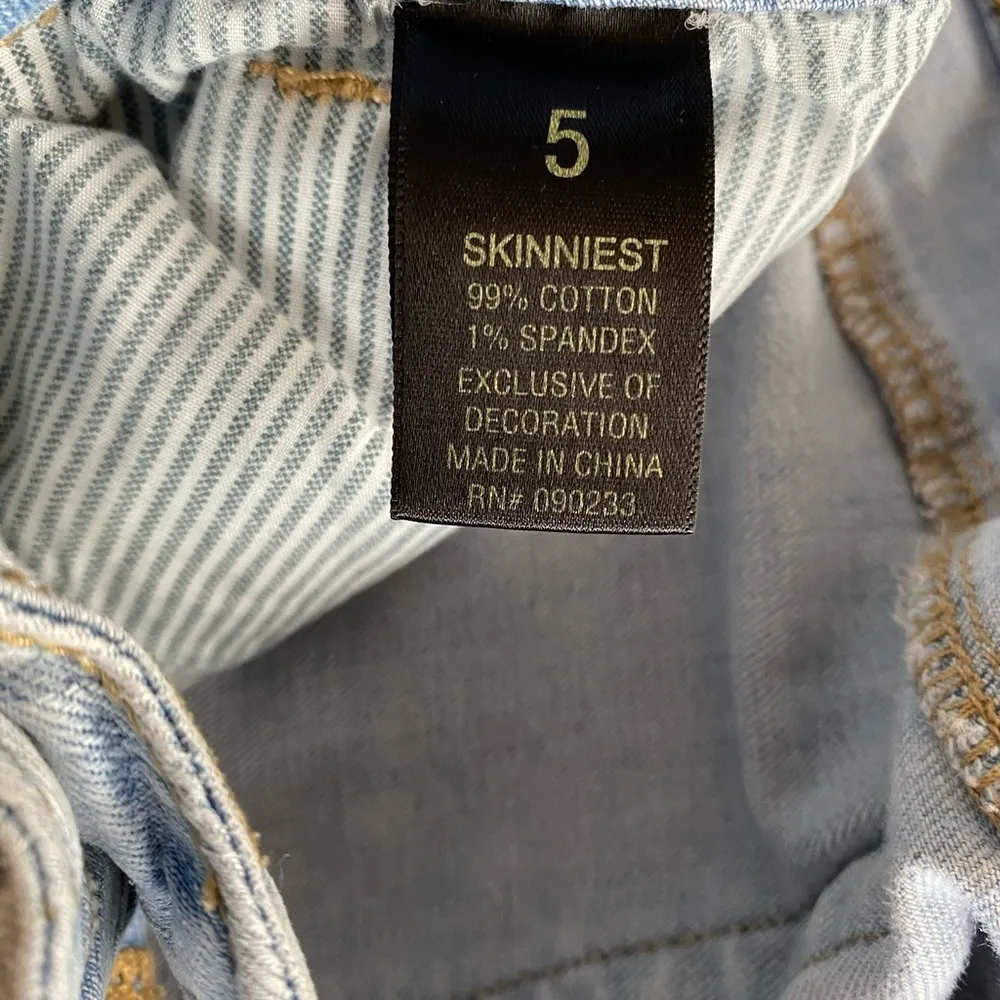 5
SKINNIEST
99% COTTON
1% SPANDEX
EXCLUSIVE OF
DECORATION
MADE IN CHINA
RN# 090233